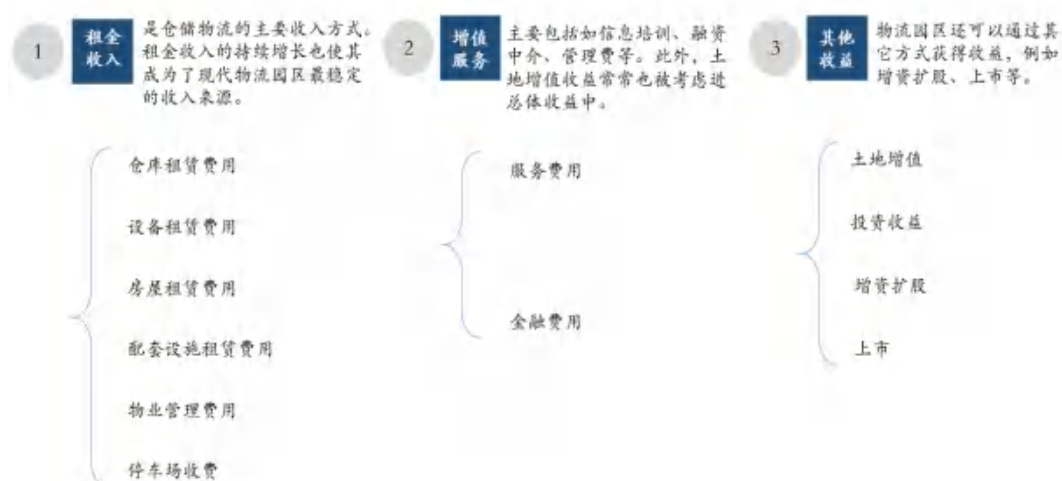 1
租金
收入
是仓储物流的主要收入方式。
租金收入的持续增长也使其
成为了现代物流园区最稳定
的收入来源。
仓库租赁费用
设备租赁费用
房屋租赁费用
配套设施租赁费用
物业管理费用
停车场收费
2
增值
服务
主要包括如信息培训、融资
中介、管理费等。此外，土
地增值收益常常也被考虑进
总体收益中。
服务费用
金融费用
3
其他
收益
物流园区还可以通过其
它方式获得收益，例如
增资扩股、上市等。
土地增值
投资收益
增资扩股
上市